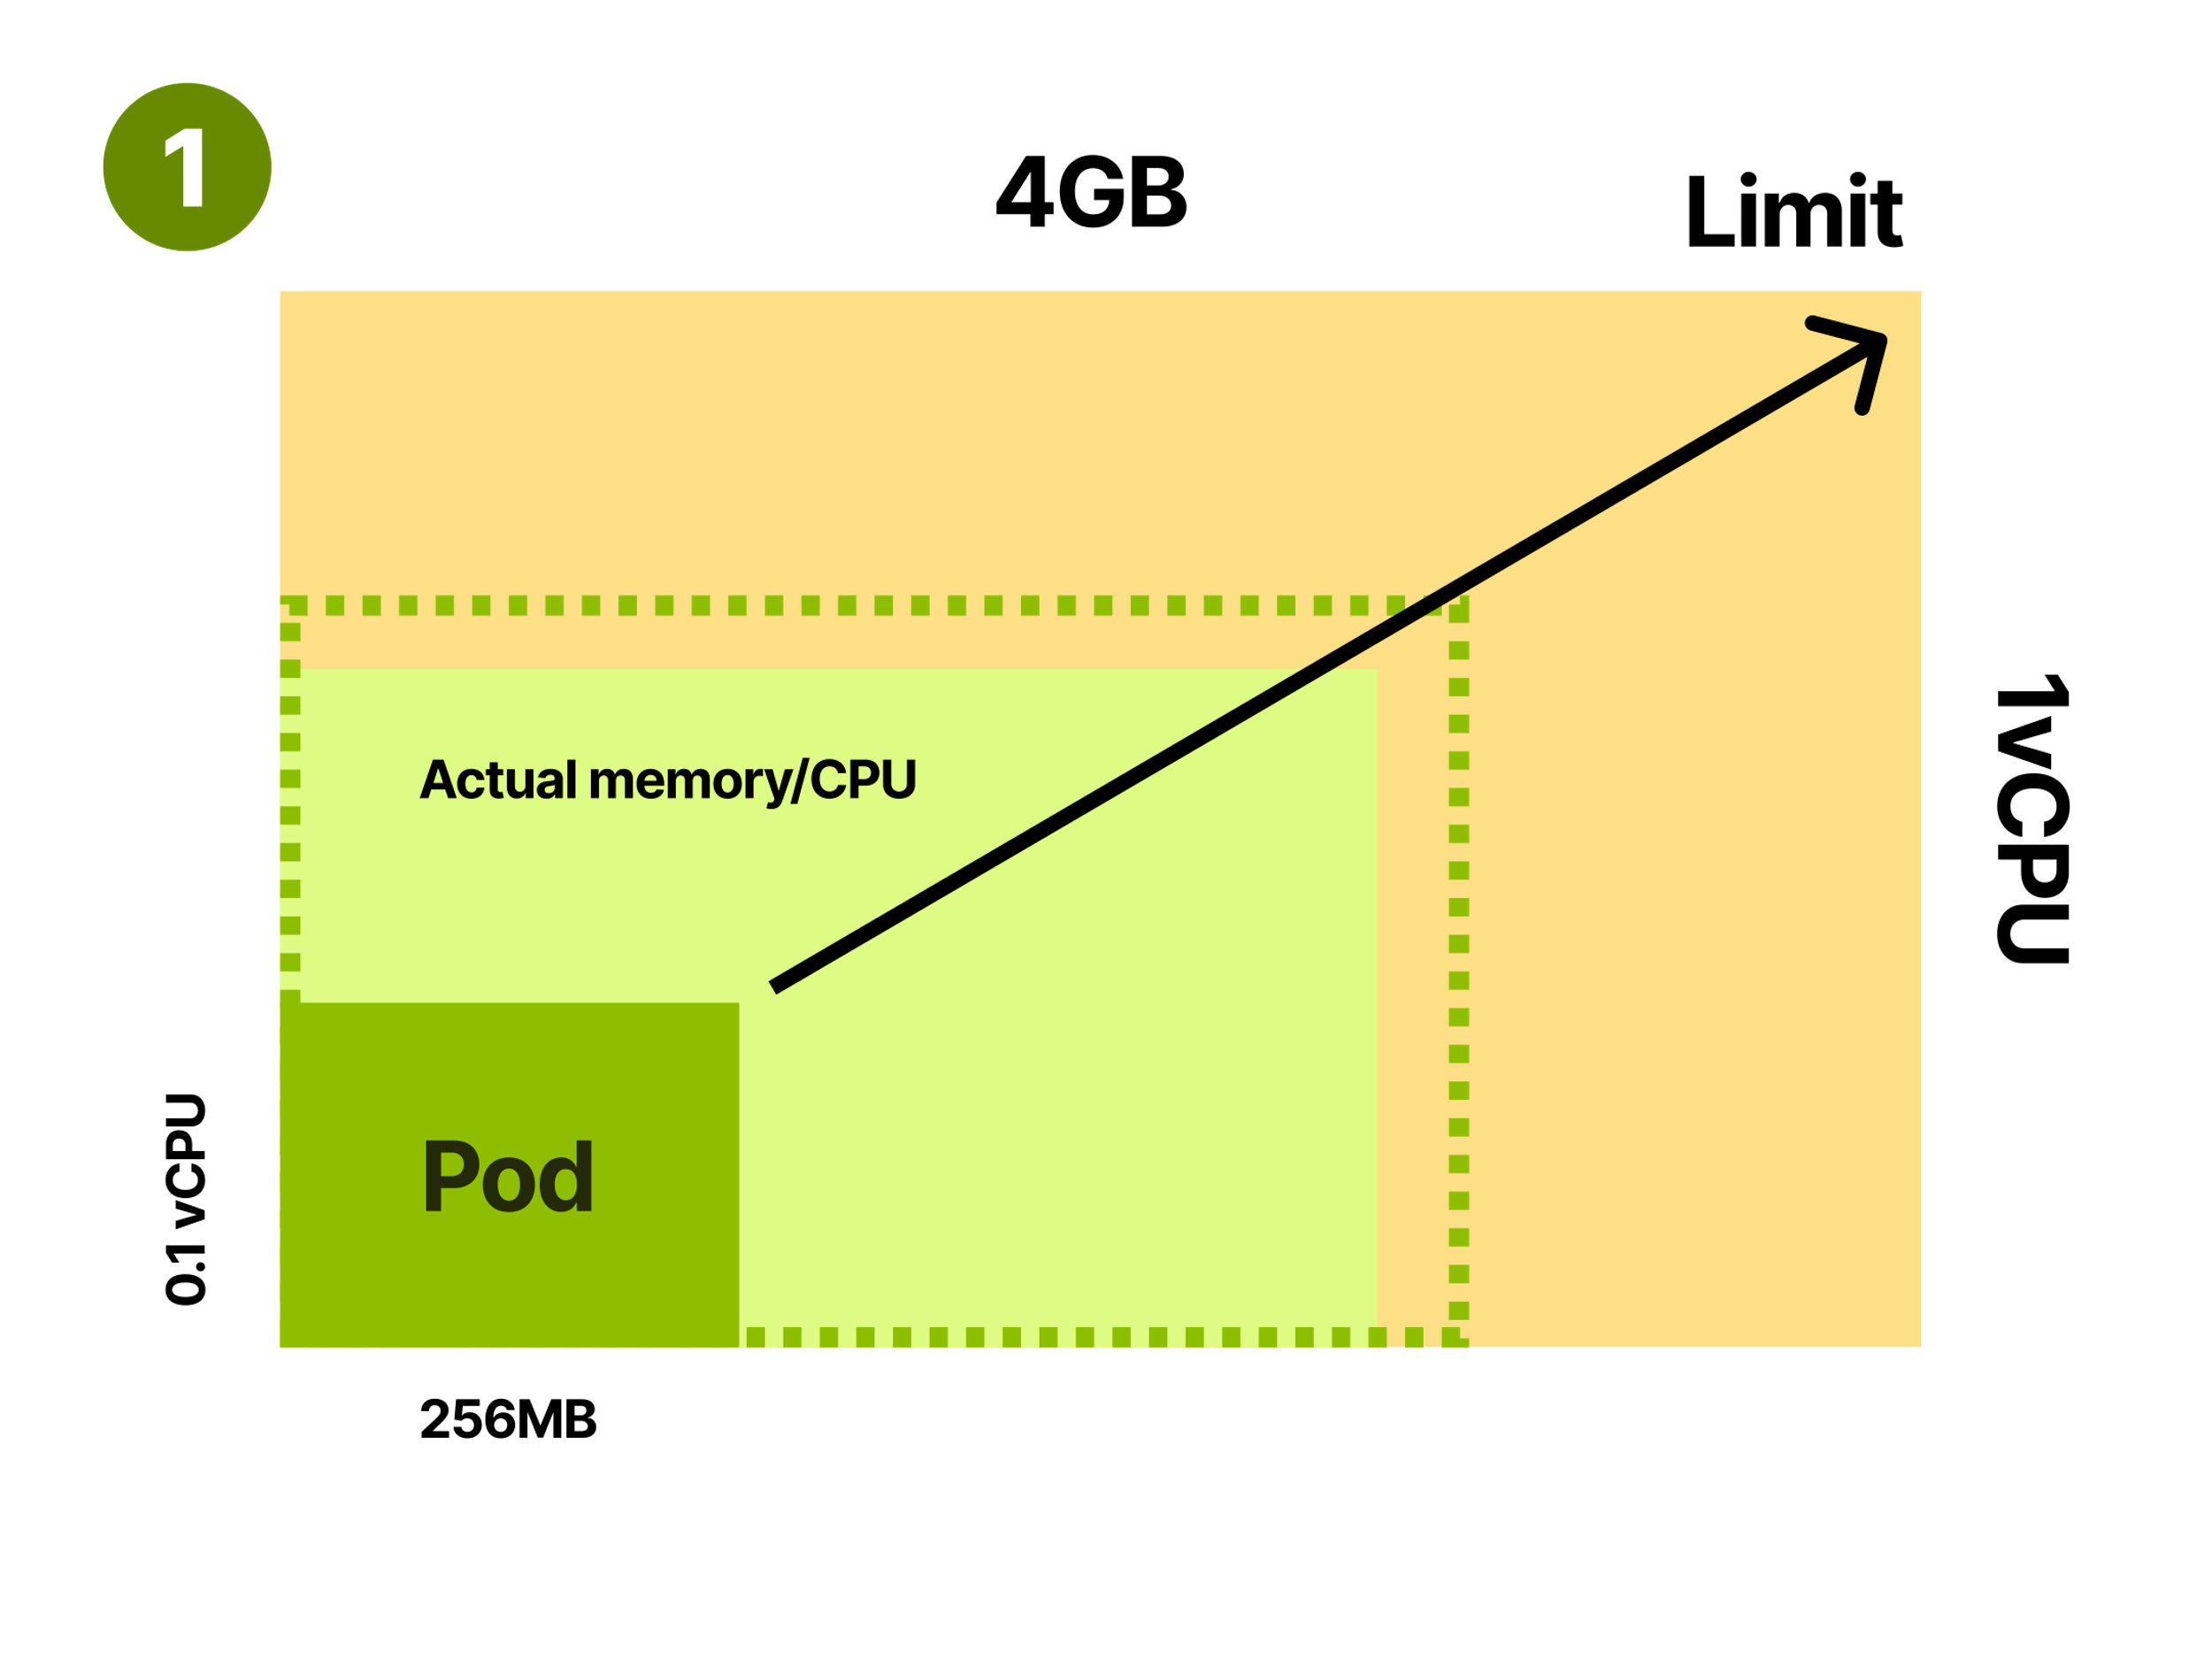 1
4GB
Limit
1vCPU
Actual memory/CPU
Pod
0.1 vCPU
256MB